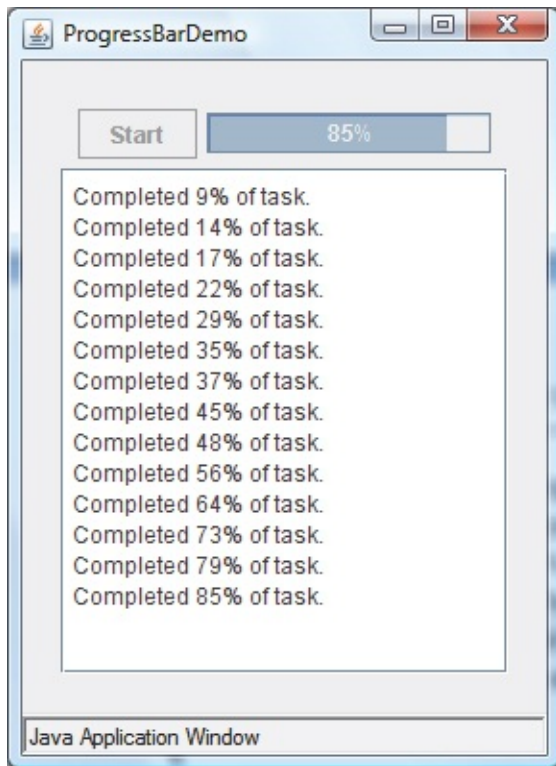 ProgressBarDemo
Start
85%
Completed 9% of task.
Completed 14% of task.
Completed 17% of task.
Completed 22% of task.
Completed 29% of task.
Completed 35% of task.
Completed 37% of task.
Completed 45% of task.
Completed 48% of task.
Completed 56% of task.
Completed 64% of task.
Completed 73% of task.
Completed 79% of task.
Completed 85% of task.
Java Application Window